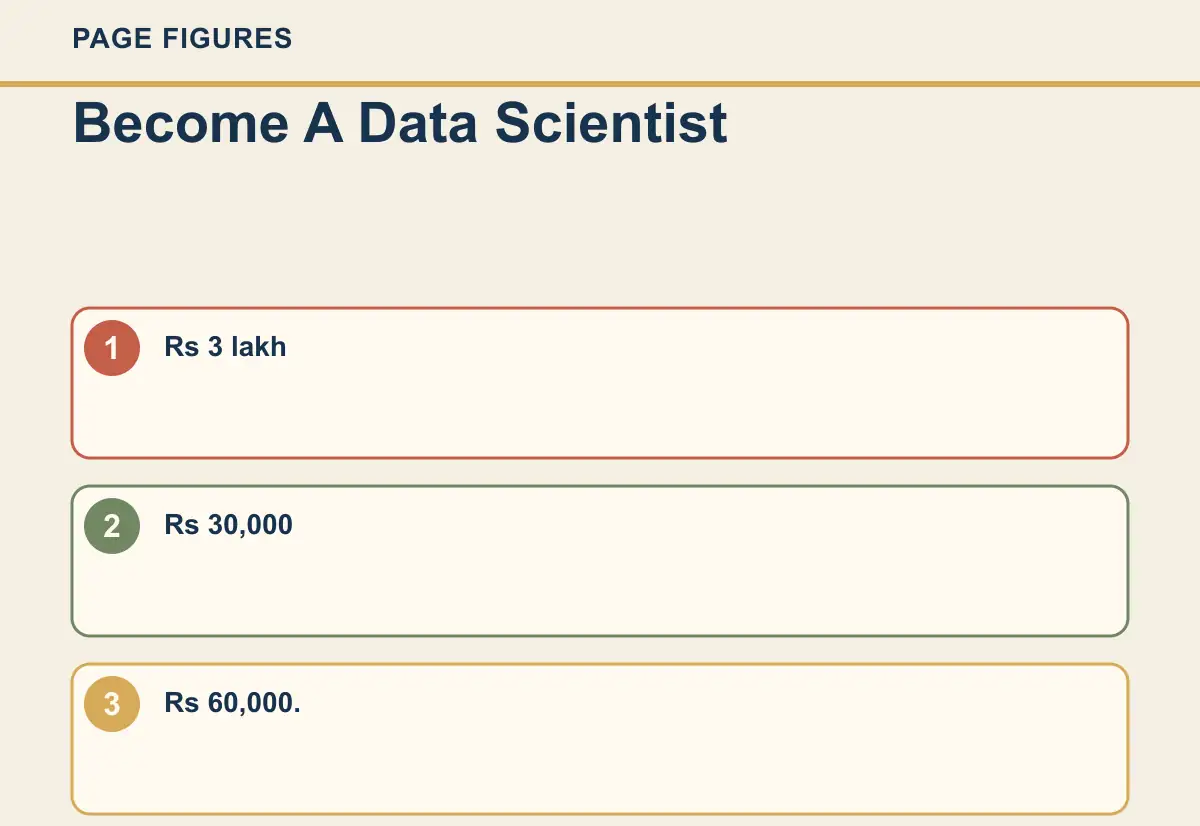 PAGE FIGURES
Become A Data Scientist
1
Rs 3 lakh
2
Rs 30,000
3
Rs 60,000.